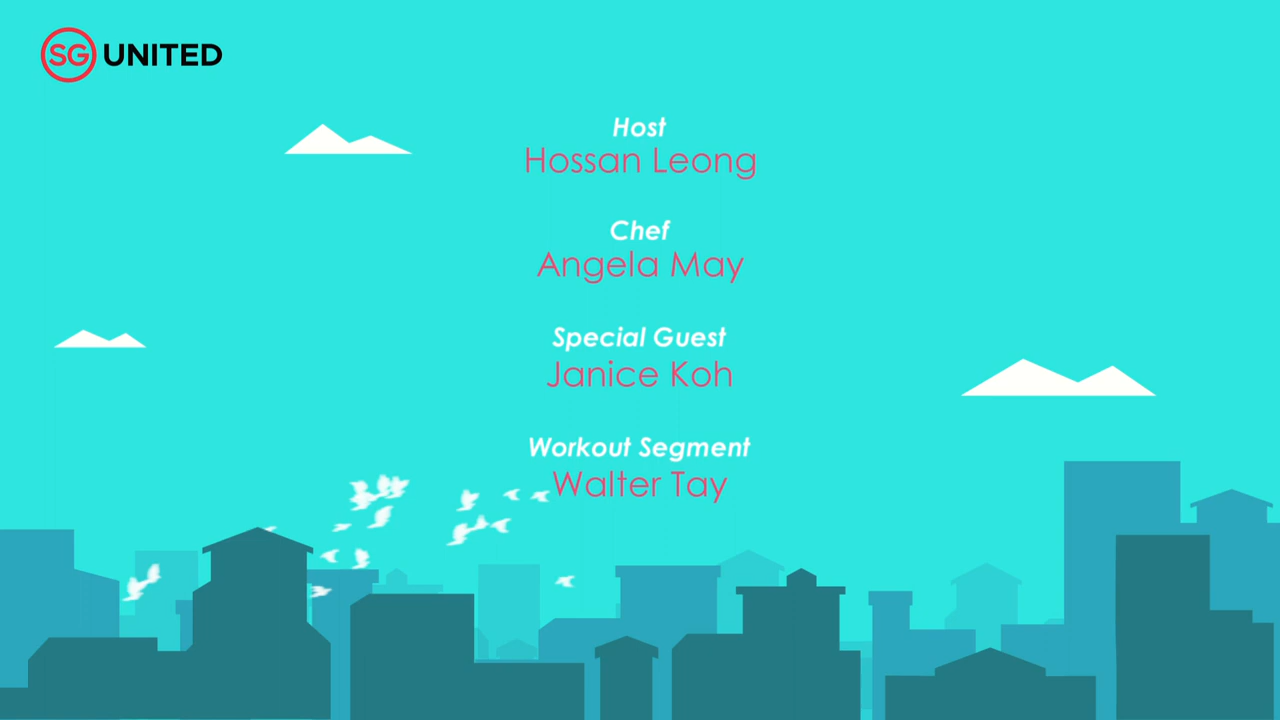 SG UNITED
Host
Hossan Leong
Chef
Angela May
Special Guest
Janice Koh
Workout Segment
Walter Tay